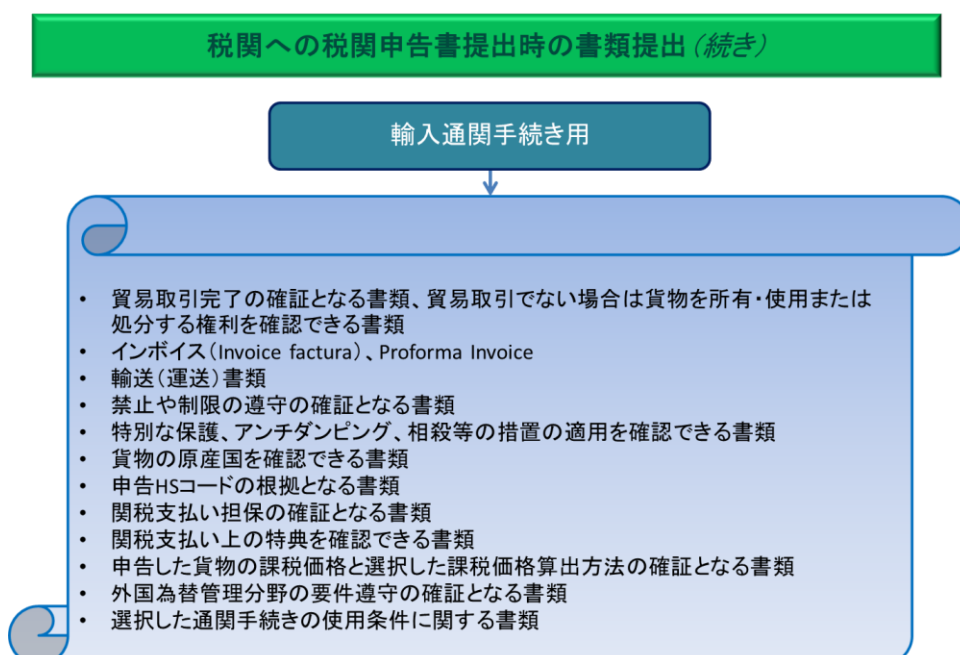 税関への税関申告書提出時の書類提出(続き)
輸入通関手続き用
• 貿易取引完了の確証となる書類、貿易取引でない場合は貨物を所有・使用または
処分する権利を確認できる書類
• インボイス(Invoice factura)、Proforma Invoice
• 輸送(運送)書類
• 禁止や制限の遵守の確証となる書類
• 特別な保護、アンチダンピング、相殺等の措置の適用を確認できる書類
• 貨物の原産国を確認できる書類
• 申告HSコードの根拠となる書類
• 関税支払い担保の確証となる書類
• 関税支払い上の特典を確認できる書類
• 申告した貨物の課税価格と選択した課税価格算出方法の確証となる書類
• 外国為替管理分野の要件遵守の確証となる書類
• 選択した通関手続きの使用条件に関する書類